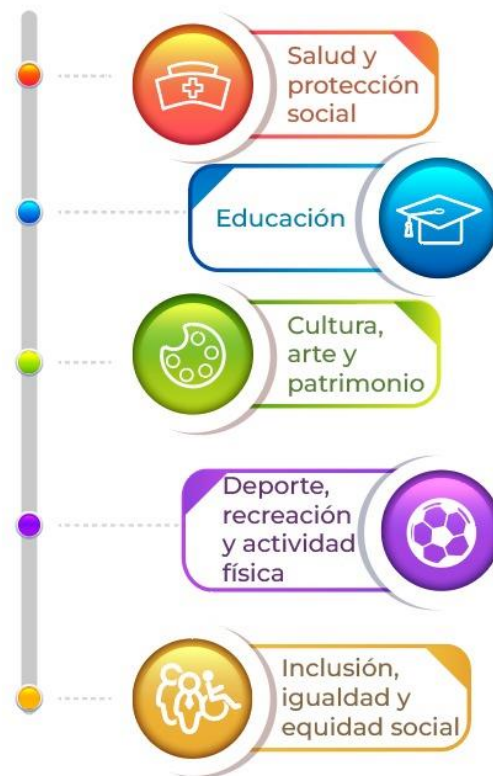 Salud y
protección
social
Educación
Cultura,
arte y
patrimonio
Deporte,
recreación
y actividad
física
Inclusión,
igualdad y
equidad social